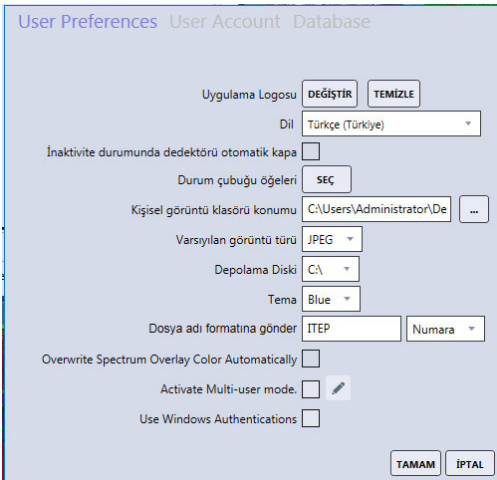 User Preferences User Account Database
Uygulama Logosu DEĞİŞTİR TEMİZLE
Dil Türkçe (Türkiye)
İnaktivite durumunda dedektörü otomatik kapa
Durum çubuğu öğeleri SEÇ
Kişisel görüntü klasörü konumu C:\Users\Administrator\De ...
Varsıyılan görüntü türü JPEG
Depolama Diski C:\
Tema Blue
Dosya adı formatına gönder ITEP Numara
Overwrite Spectrum Overlay Color Automatically
Activate Multi-user mode.
Use Windows Authentications
TAMAM İPTAL